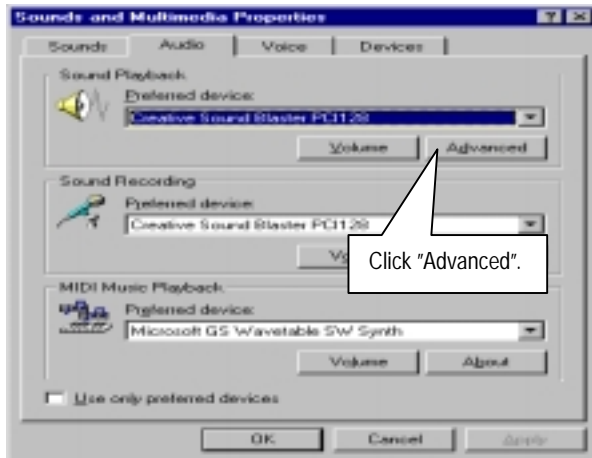 Sounds and Multimedia Properties
Sounds Audio Voice Devices
Sound Playback
Preferred device:
Creative Sound Blaster PCI128
Volume Advanced
Sound Recording
Preferred device:
Creative Sound Blaster PCI128
Click "Advanced".
MIDI Music Playback
Preferred device:
Microsoft GS Wavetable SW Synth
Volume About
Use only preferred devices
OK Cancel Apply